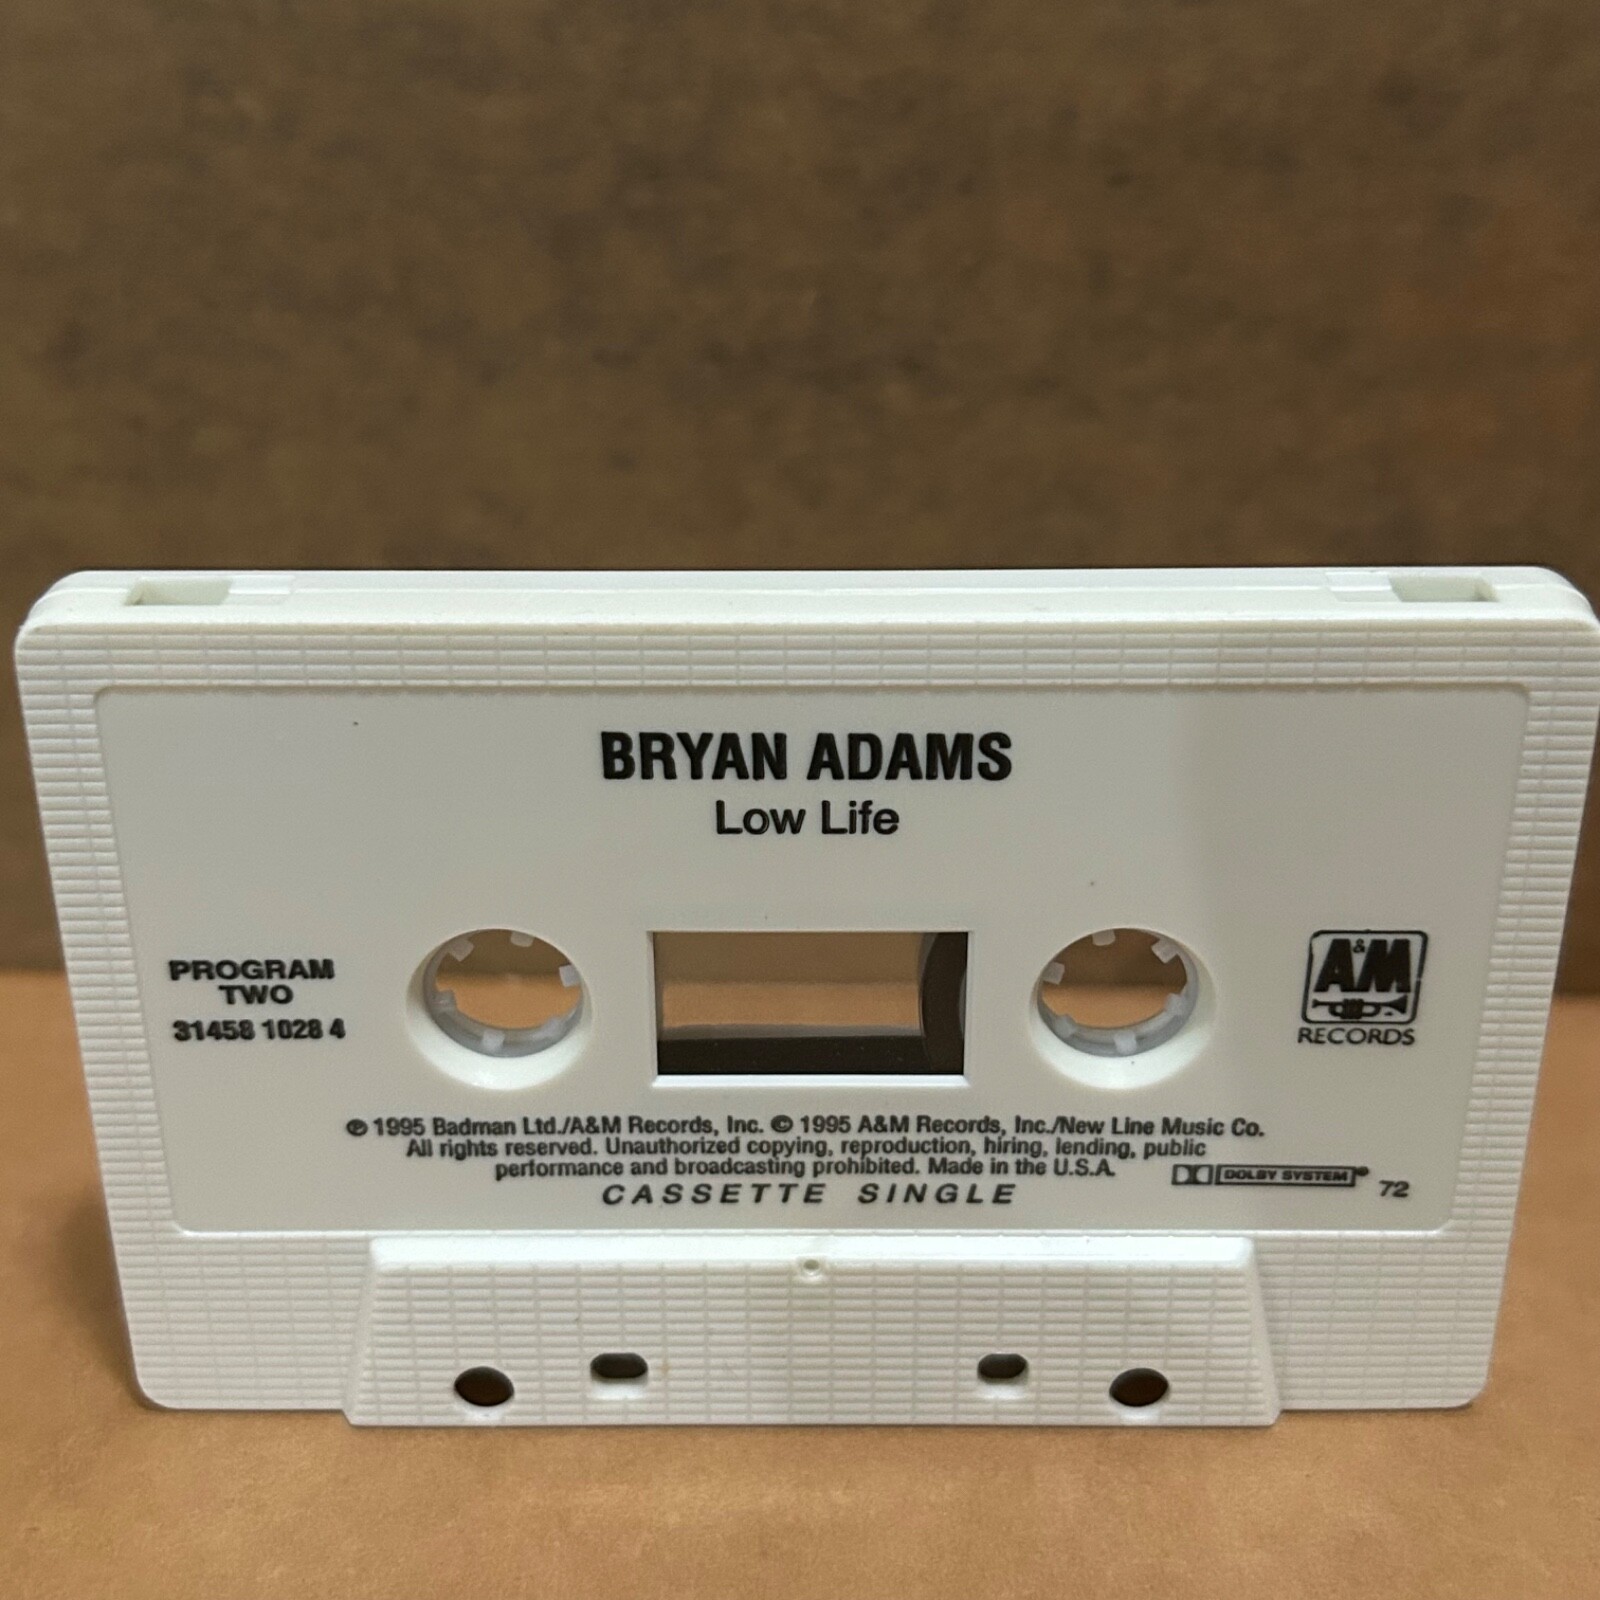 BRYAN ADAMS
Low Life
PROGRAM
TWO
31458 1028 4
A&M
RECORDS
℗ 1995 Badman Ltd./A&M Records, Inc. © 1995 A&M Records, Inc./New Line Music Co.
All rights reserved. Unauthorized copying, reproduction, hiring, lending, public
performance and broadcasting prohibited. Made in the U.S.A.
DOLBY SYSTEM®
72
CASSETTE SINGLE